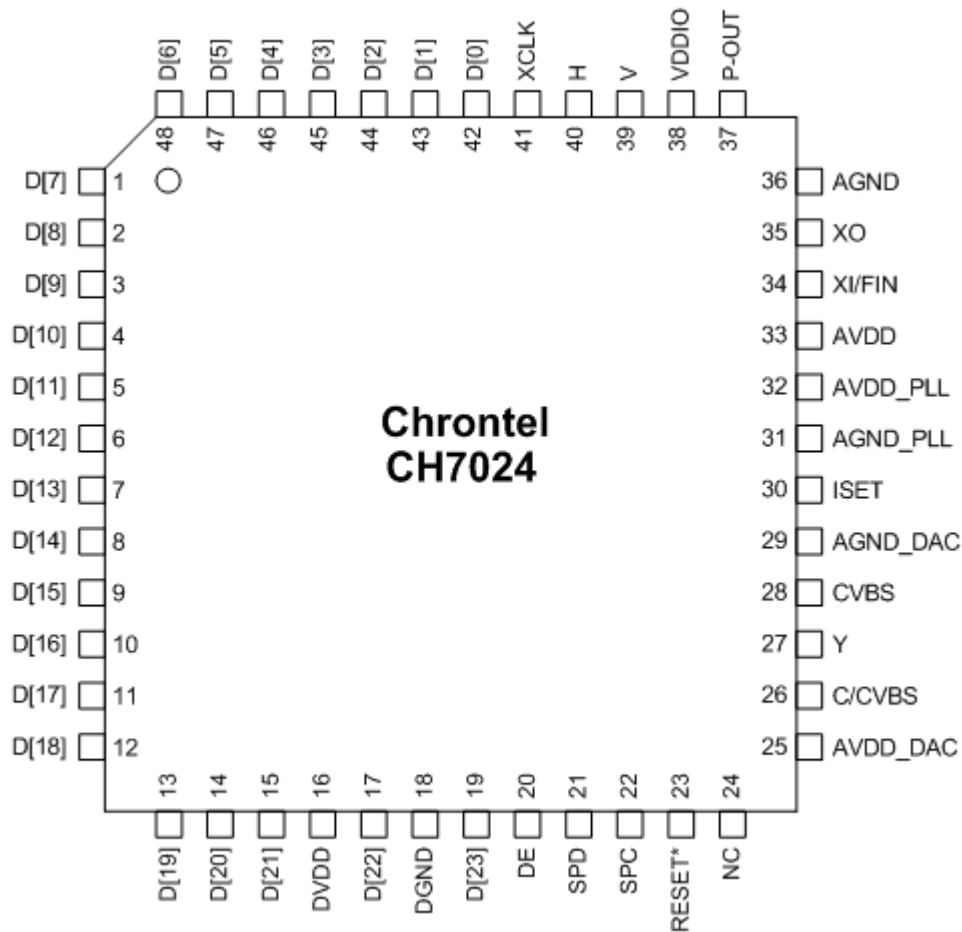 D[6] D[5] D[4] D[3] D[2] D[1] D[0] XCLK H V VDDIO P-OUT
48 47 46 45 44 43 42 41 40 39 38 37
D[7] 1 36 AGND
D[8] 2 35 XO
D[9] 3 34 XI/FIN
D[10] 4 33 AVDD
D[11] 5 32 AVDD_PLL
D[12] 6 31 AGND_PLL
D[13] 7 30 ISET
D[14] 8 29 AGND_DAC
D[15] 9 28 CVBS
D[16] 10 27 Y
D[17] 11 26 C/CVBS
D[18] 12 25 AVDD_DAC
Chrontel
CH7024
13 14 15 16 17 18 19 20 21 22 23 24
D[19] D[20] D[21] DVDD D[22] DGND D[23] DE SPD SPC RESET* NC